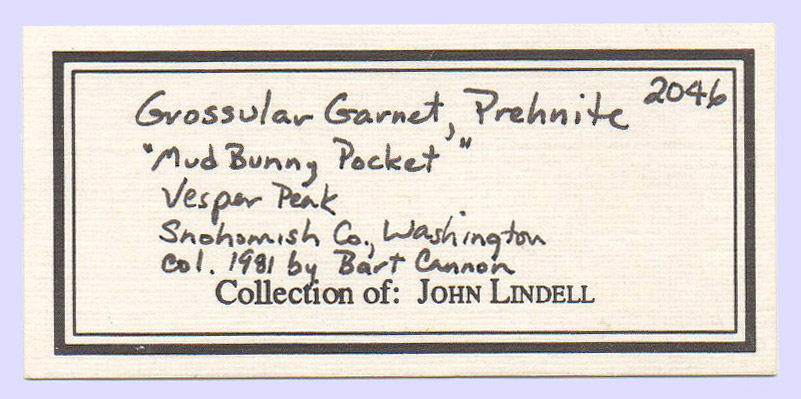 2046
Grossular Garnet, Prehnite
"Mud Bunny Pocket"
Vesper Peak
Snohomish Co., Washington
col. 1981 by Bart Cannon
Collection of: JOHN LINDELL